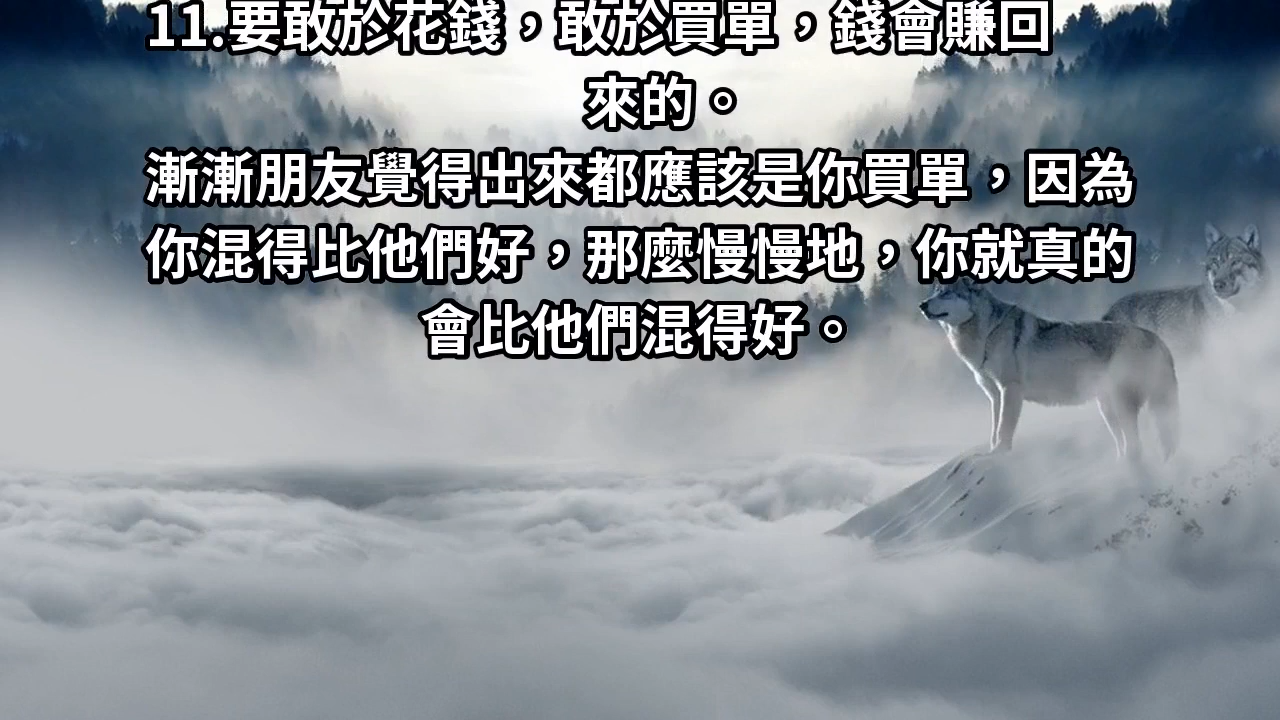 11.要敢於花錢，敢於買單，錢會賺回
來的。
漸漸朋友覺得出來都應該是你買單，因為
你混得比他們好，那麼慢慢地，你就真的
會比他們混得好。